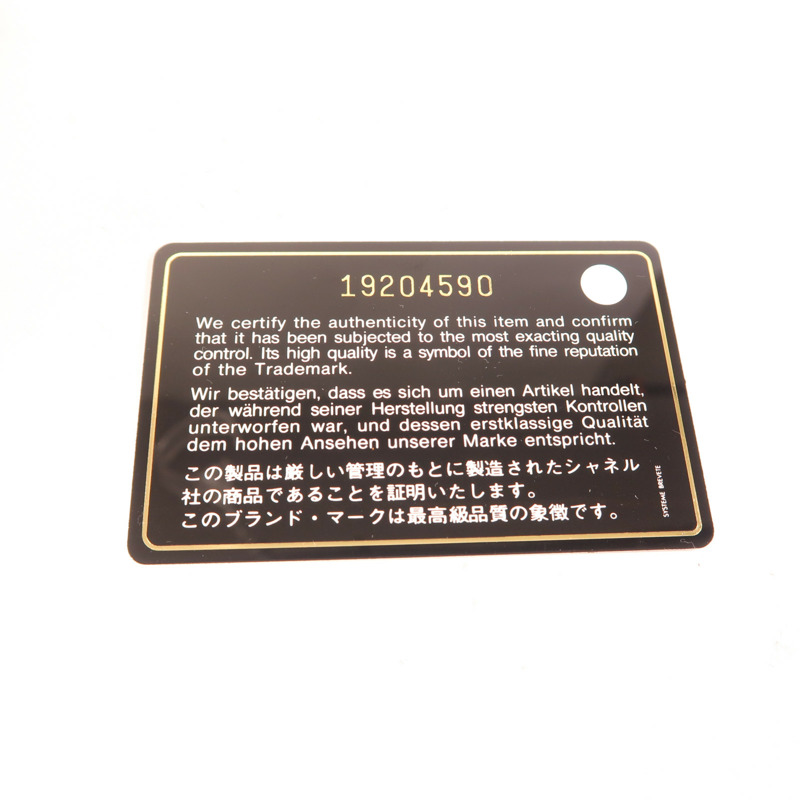 19204590
We certify the authenticity of this item and confirm
that it has been subjected to the most exacting quality
control. Its high quality is a symbol of the fine reputation
of the Trademark.
Wir bestätigen, dass es sich um einen Artikel handelt,
der während seiner Herstellung strengsten Kontrollen
unterworfen war, und dessen erstklassige Qualität
dem hohen Ansehen unserer Marke entspricht.
この製品は厳しい管理のもとに製造されたシャネル
社の商品であることを証明いたします。
このブランド・マークは最高級品質の象徴です。
SYSTEME BREVETE